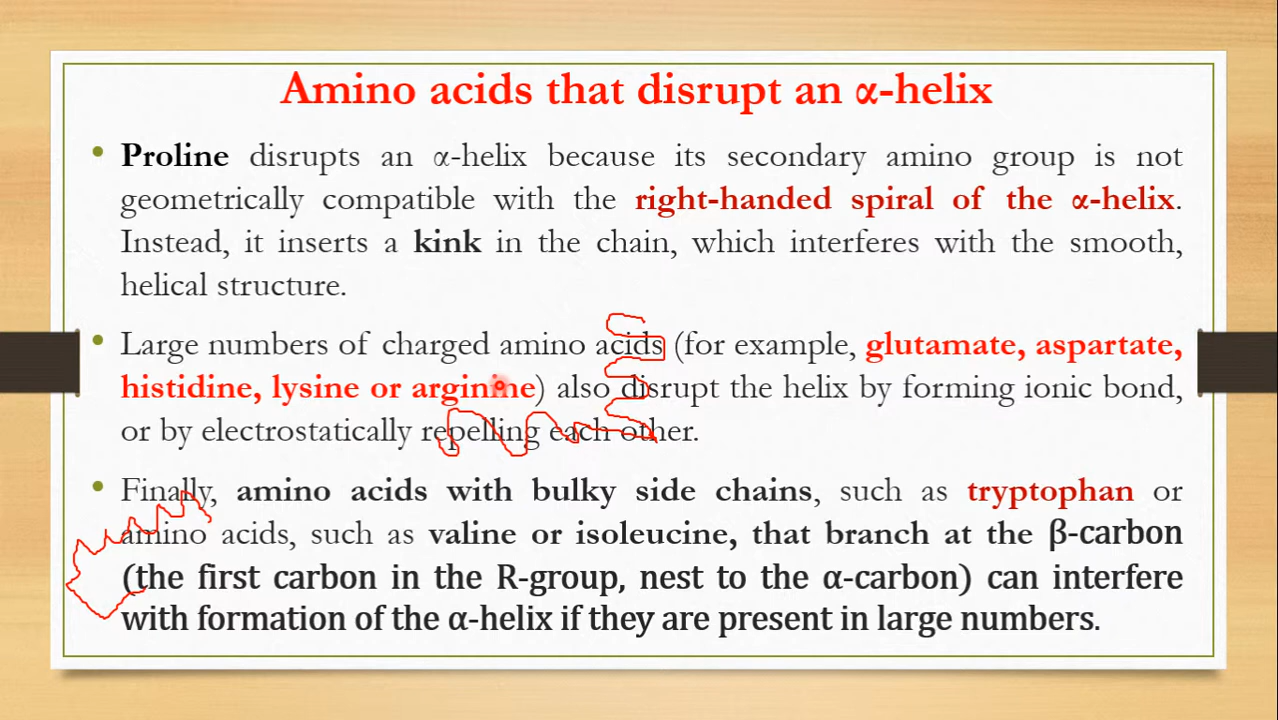 Amino acids that disrupt an α-helix
• Proline disrupts an α-helix because its secondary amino group is not
geometrically compatible with the right-handed spiral of the α-helix.
Instead, it inserts a kink in the chain, which interferes with the smooth,
helical structure.
• Large numbers of charged amino acids (for example, glutamate, aspartate,
histidine, lysine or arginine) also disrupt the helix by forming ionic bond,
or by electrostatically repelling each other.
• Finally, amino acids with bulky side chains, such as tryptophan or
amino acids, such as valine or isoleucine, that branch at the β-carbon
(the first carbon in the R-group, nest to the α-carbon) can interfere
with formation of the α-helix if they are present in large numbers.